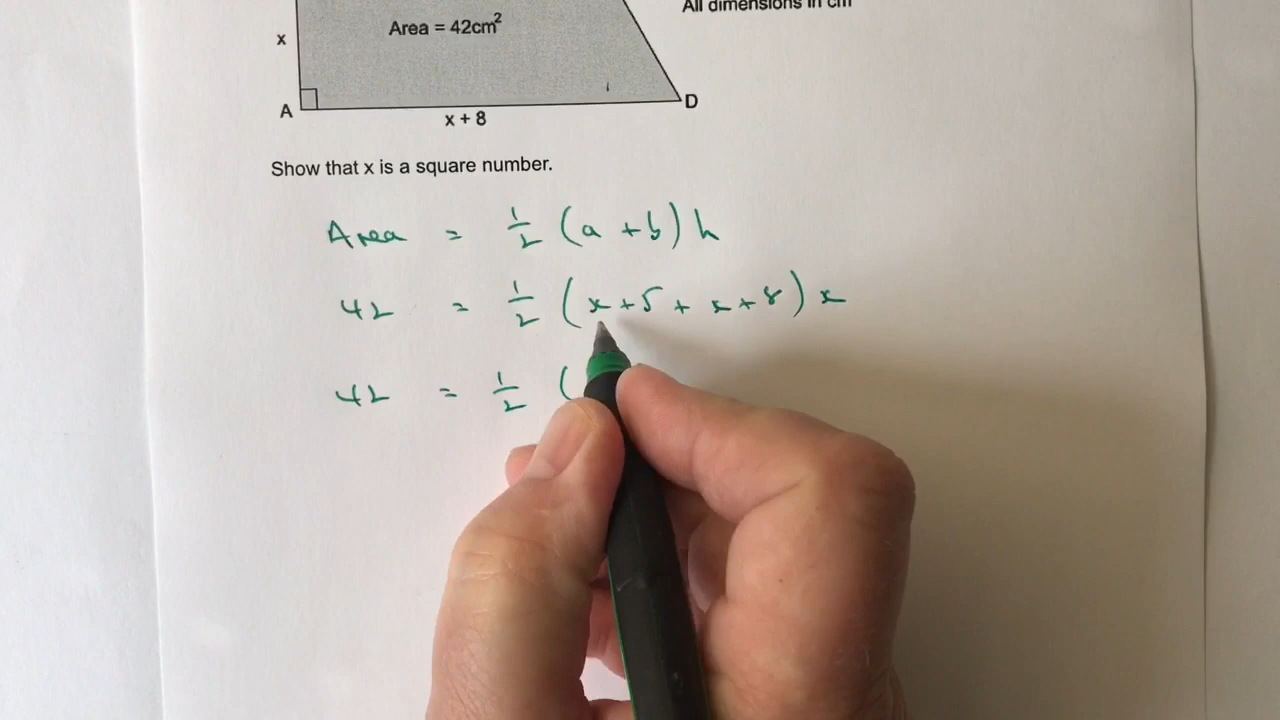 All dimensions in cm
Area = 42cm²
x
A
D
x + 8
Show that x is a square number.
Area = 1/2 (a + b) h
42 = 1/2 (x + 5 + x + 8) x
42 = 1/2 (